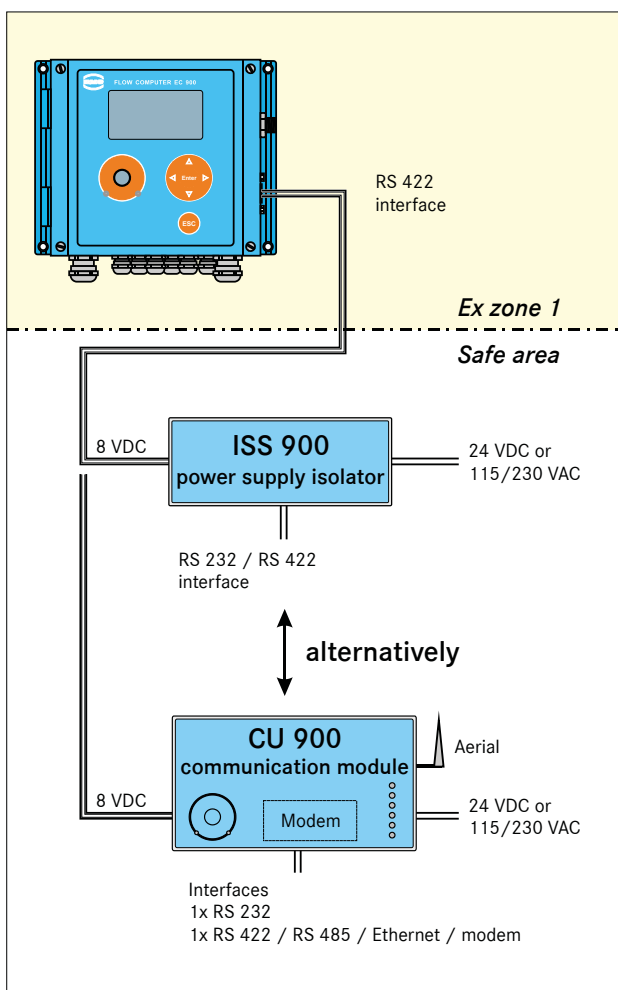 FLOW COMPUTER EC 900
Enter
ESC
RS 422
interface
Ex zone 1
Safe area
8 VDC
ISS 900
power supply isolator
24 VDC or
115/230 VAC
RS 232 / RS 422
interface
alternatively
CU 900
communication module
Aerial
8 VDC
Modem
24 VDC or
115/230 VAC
Interfaces
1x RS 232
1x RS 422 / RS 485 / Ethernet / modem